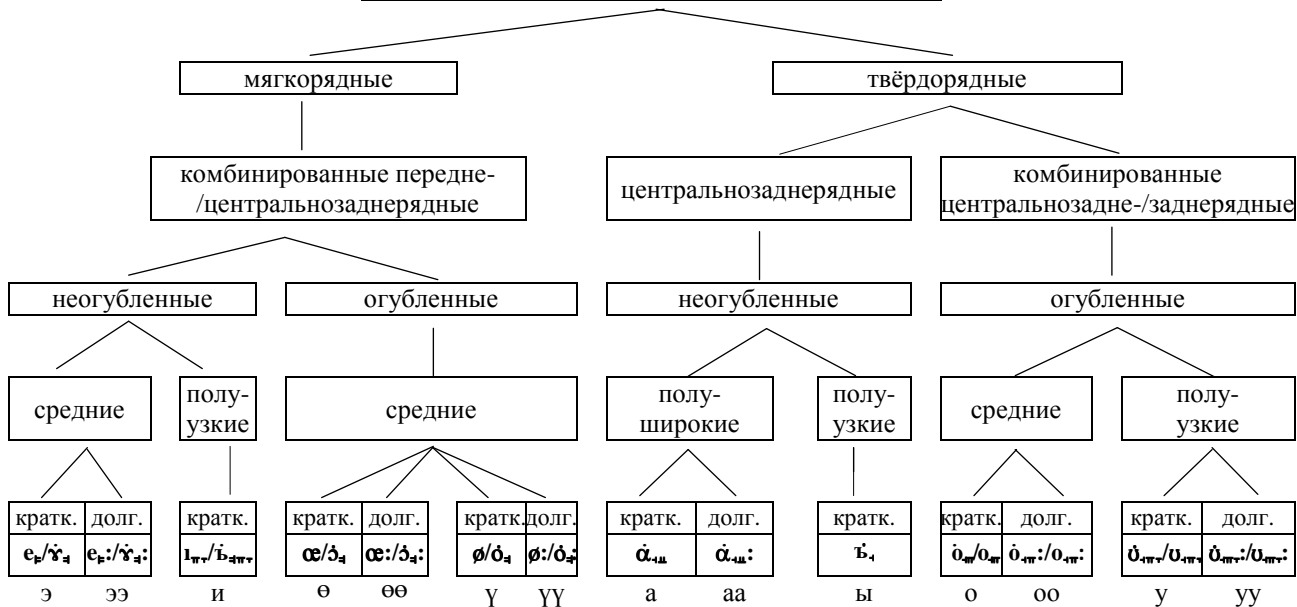 мягкорядные твёрдорядные
комбинированные передне-
/центральнозаднерядные
центральнозаднерядные
комбинированные
центральнозадне-/заднерядные
неогубленные огубленные неогубленные огубленные
средние
полу-
узкие
средние
полу-
широкие
полу-
узкие
средние
полу-
узкие
кратк. долг. кратк. кратк. долг. кратк. долг. кратк. долг. кратк. кратк. долг. кратк. долг.
э ээ и ө өө ү үү а аа ы о оо у уу